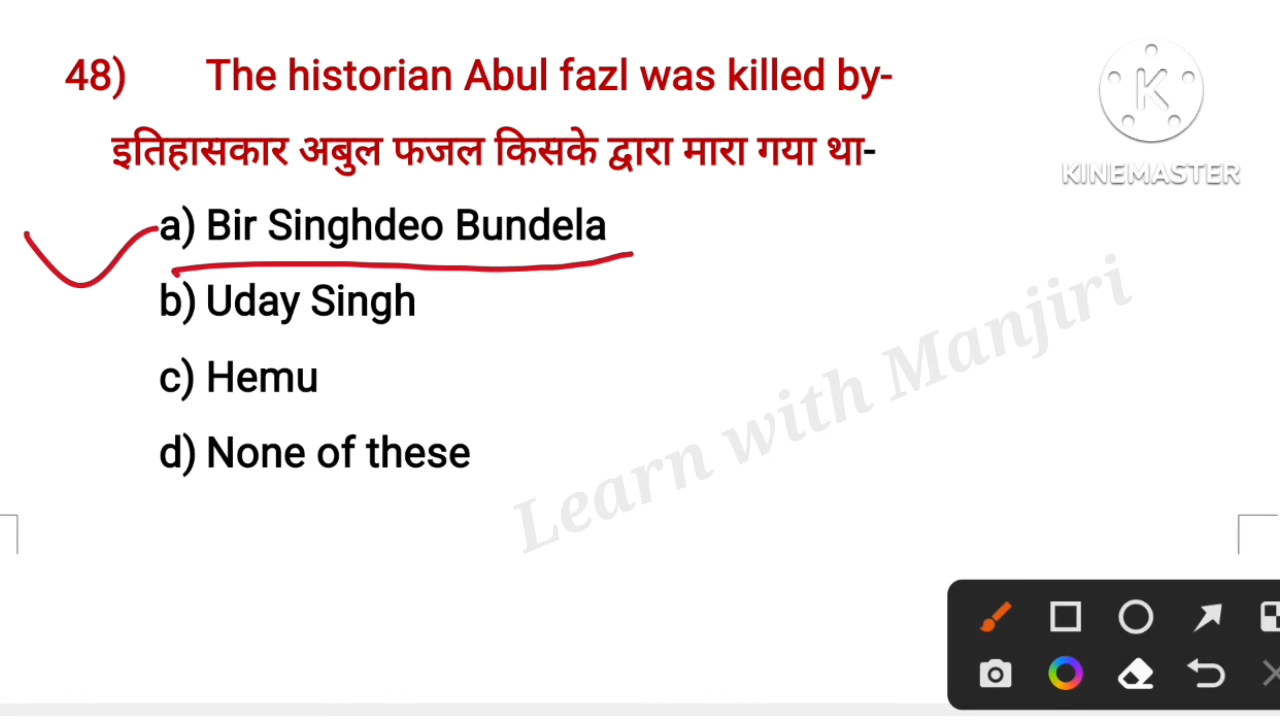 48) The historian Abul fazl was killed by-
इतिहासकार अबुल फजल किसके द्वारा मारा गया था-
a) Bir Singhdeo Bundela
b) Uday Singh
c) Hemu
d) None of these
K
KINEMASTER
Learn with Manjiri